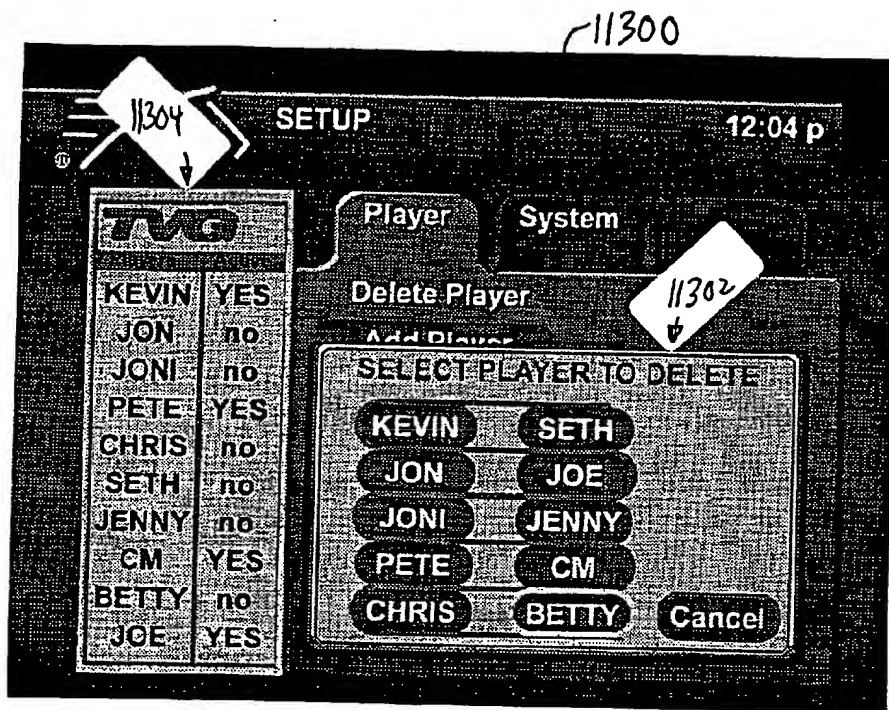 11300
11304
SETUP
12:04 p
TVG
Player
System
KEVIN YES
JON no
JONI no
PETE YES
CHRIS no
SETH no
JENNY no
CM YES
BETTY no
JOE YES
Delete Player
Add Player
11302
SELECT PLAYER TO DELETE
KEVIN SETH
JON JOE
JONI JENNY
PETE CM
CHRIS BETTY Cancel